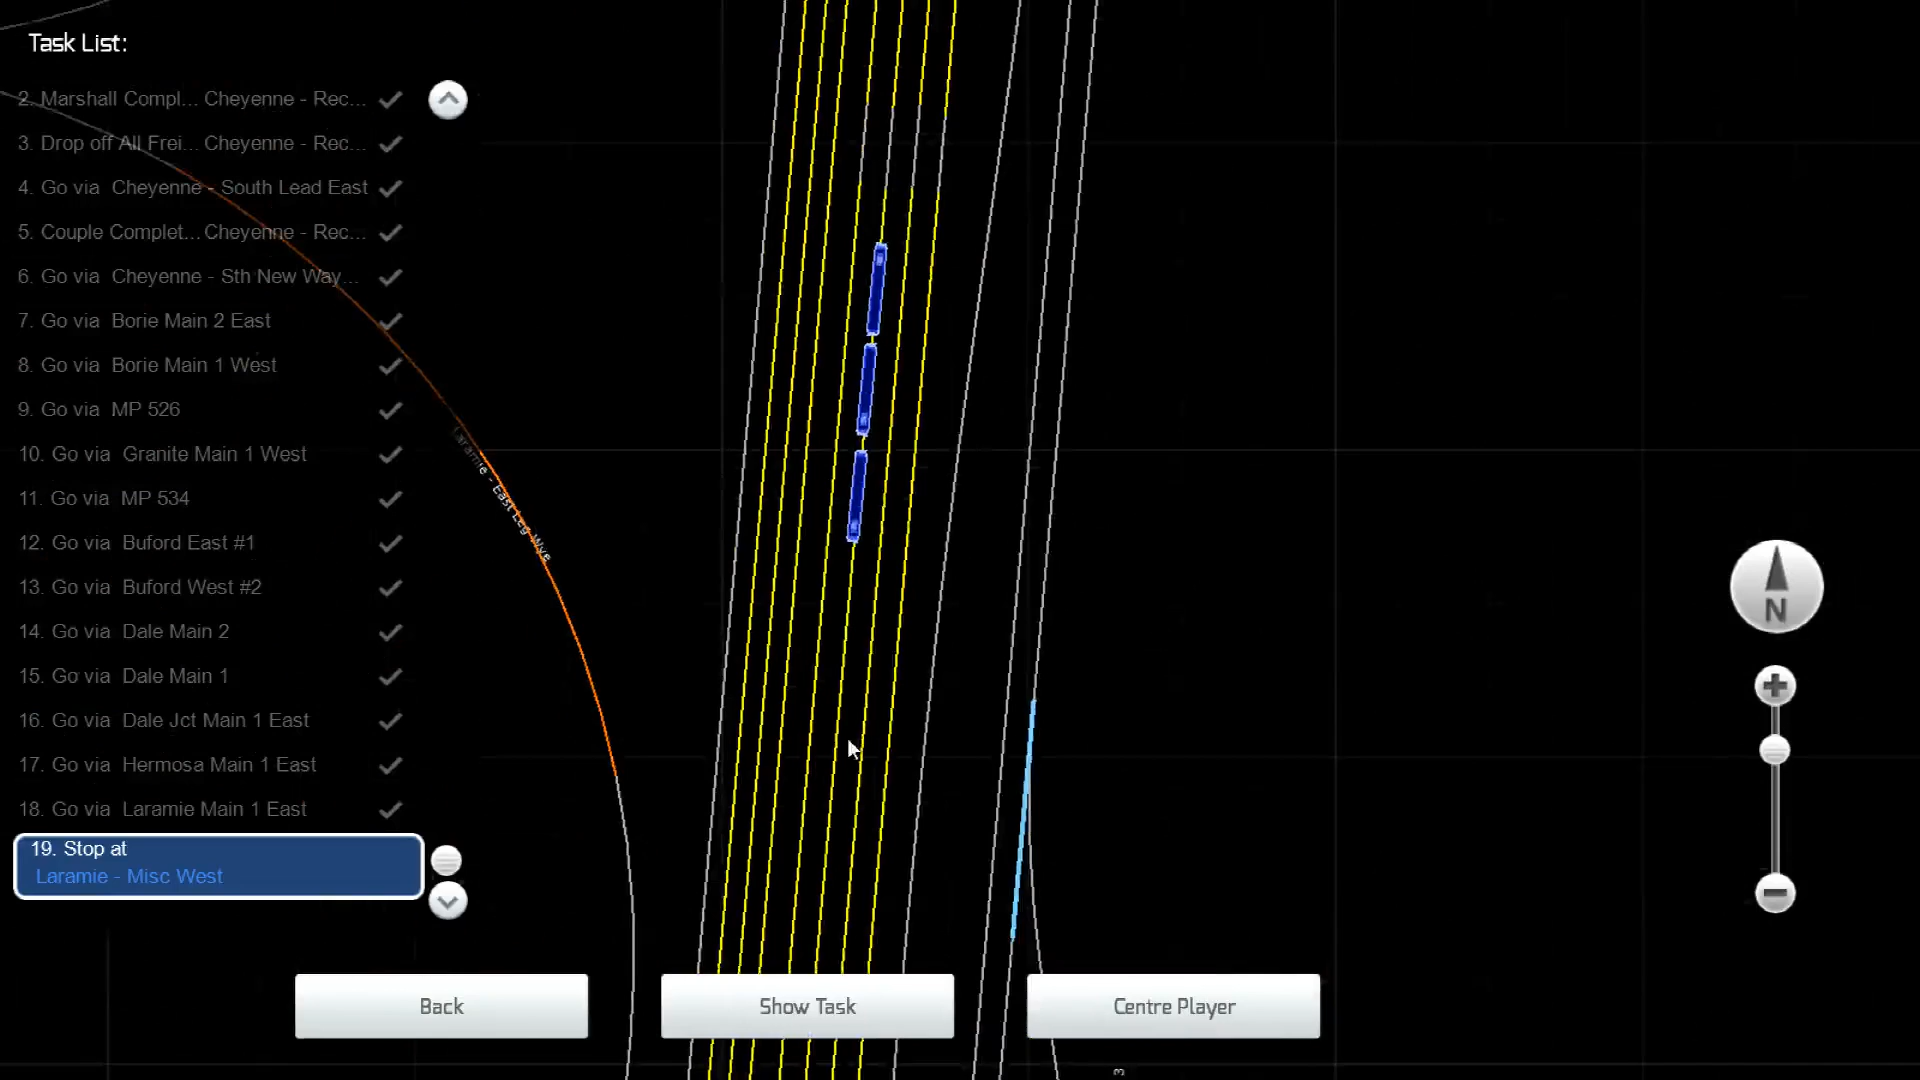 Task List:
2. Marshall Compl... Cheyenne - Rec...
3. Drop off All Frei... Cheyenne - Rec...
4. Go via Cheyenne - South Lead East
5. Couple Complet... Cheyenne - Rec...
6. Go via Cheyenne - Sth New Way...
7. Go via Borie Main 2 East
8. Go via Borie Main 1 West
9. Go via MP 526
10. Go via Granite Main 1 West
11. Go via MP 534
12. Go via Buford East #1
13. Go via Buford West #2
14. Go via Dale Main 2
15. Go via Dale Main 1
16. Go via Dale Jct Main 1 East
17. Go via Hermosa Main 1 East
18. Go via Laramie Main 1 East
19. Stop at
Laramie - Misc West
Laramie - East Leg Wye
N
Back
Show Task
Centre Player
3